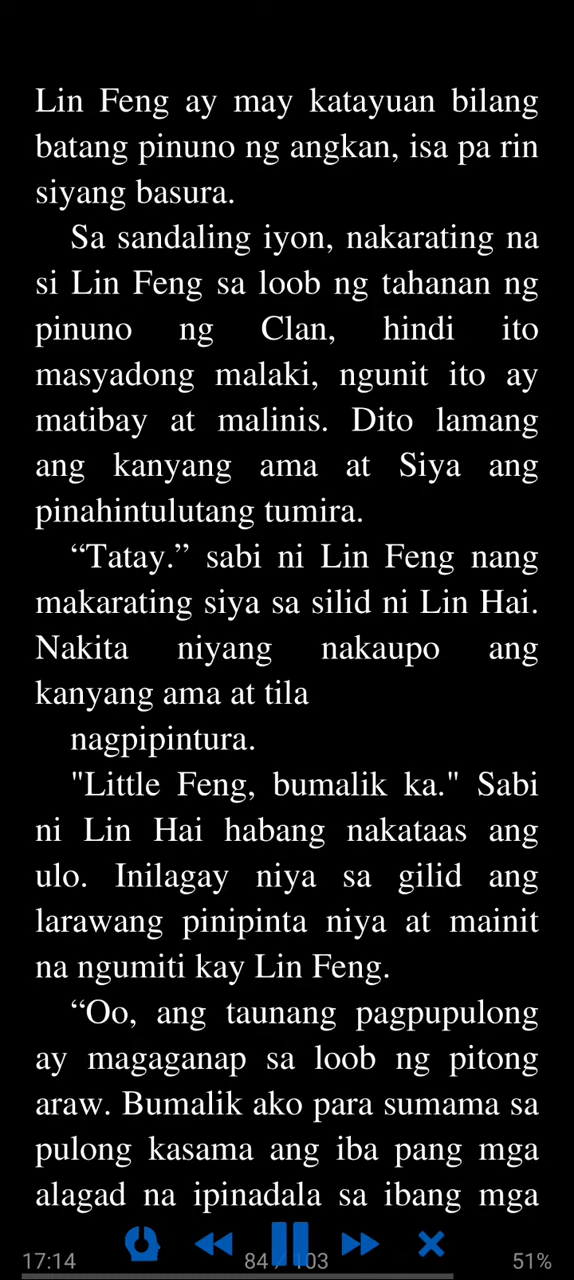 Lin Feng ay may katayuan bilang
batang pinuno ng angkan, isa pa rin
siyang basura.
Sa sandaling iyon, nakarating na
si Lin Feng sa loob ng tahanan ng
pinuno ng Clan, hindi ito
masyadong malaki, ngunit ito ay
matibay at malinis. Dito lamang
ang kanyang ama at Siya ang
pinahintulutang tumira.
“Tatay.” sabi ni Lin Feng nang
makarating siya sa silid ni Lin Hai.
Nakita niyang nakaupo ang
kanyang ama at tila
nagpipintura.
"Little Feng, bumalik ka." Sabi
ni Lin Hai habang nakataas ang
ulo. Inilagay niya sa gilid ang
larawang pinipinta niya at mainit
na ngumiti kay Lin Feng.
“Oo, ang taunang pagpupulong
ay magaganap sa loob ng pitong
araw. Bumalik ako para sumama sa
pulong kasama ang iba pang mga
alagad na ipinadala sa ibang mga
17:14 84 / 103 51%